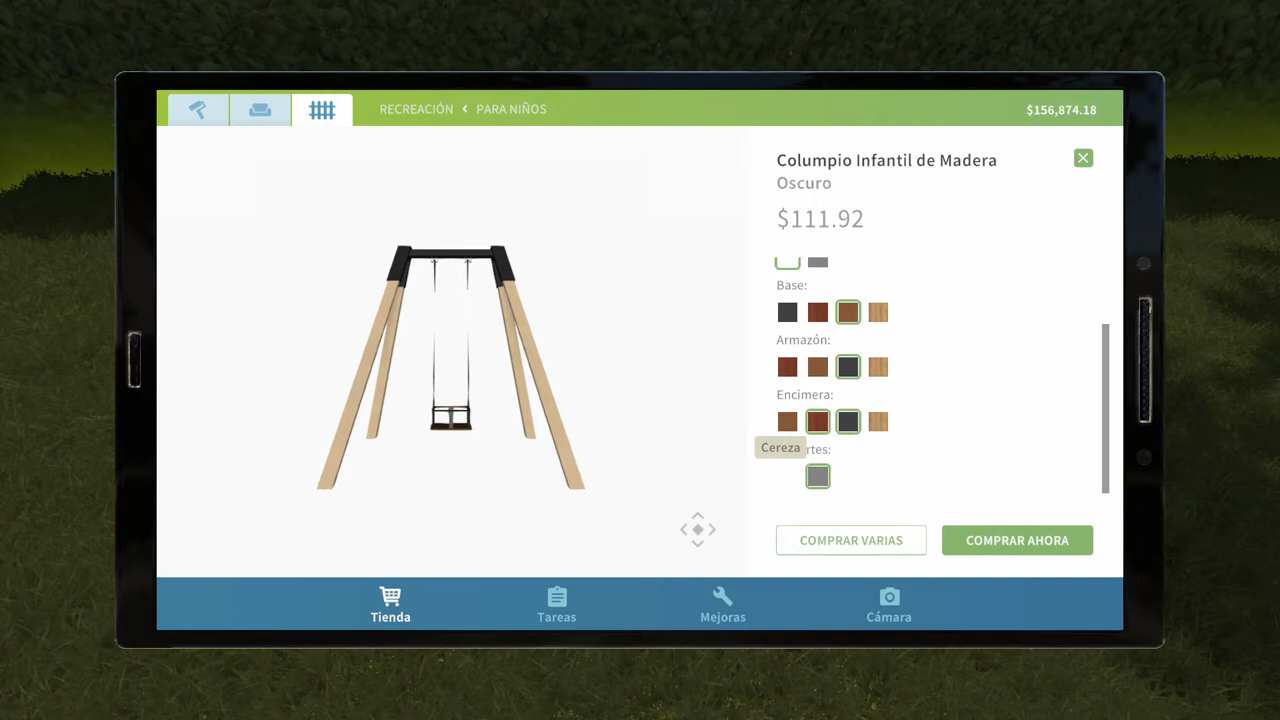 RECREACIÓN < PARA NIÑOS
$156,874.18
Columpio Infantil de Madera
Oscuro
$111.92
Base:
Armazón:
Encimera:
Cereza
rtes:
COMPRAR VARIAS
COMPRAR AHORA
Tienda
Tareas
Mejoras
Cámara